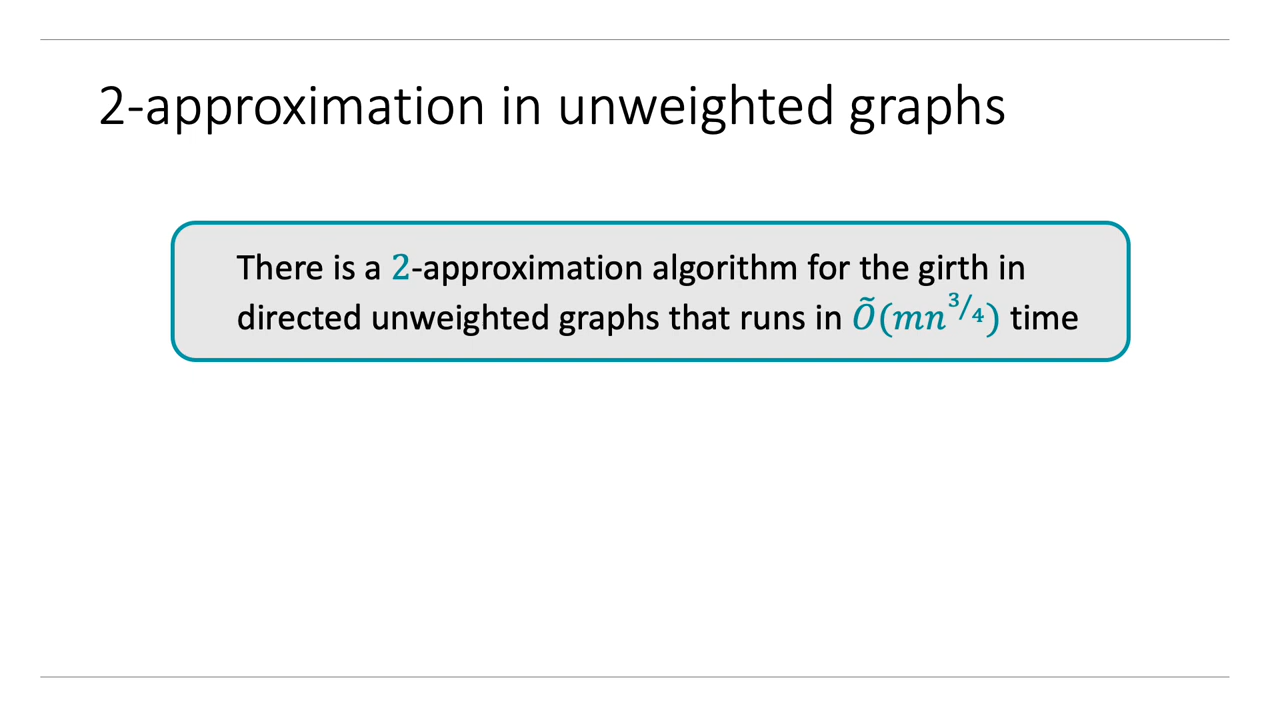 2-approximation in unweighted graphs
There is a 2-approximation algorithm for the girth in
directed unweighted graphs that runs in Õ(mn^{3/4}) time